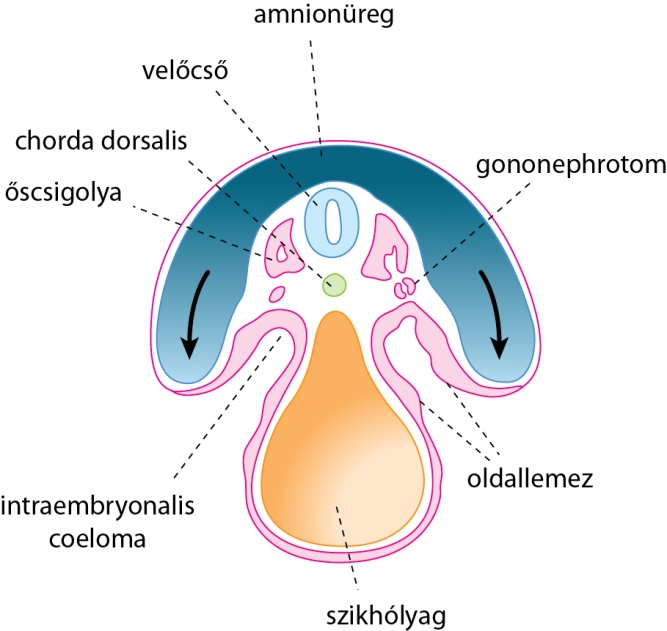 amnionüreg
velőcső
chorda dorsalis
gononephrotom
őscsigolya
oldallemez
intraembryonalis
coeloma
szikhólyag